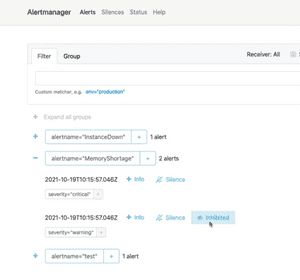 Alertmanager Alerts Silences Status Help
Filter Group Receiver: All
Custom matcher, e.g. env="production"
+ Expand all groups
+ alertname="InstanceDown" + 1 alert
− alertname="MemoryShortage" + 2 alerts
2021-10-19T10:15:57.046Z + Info Silence
severity="critical" +
2021-10-19T10:15:57.046Z + Info Silence Inhibited
severity="warning" +
+ alertname="test" + 1 alert